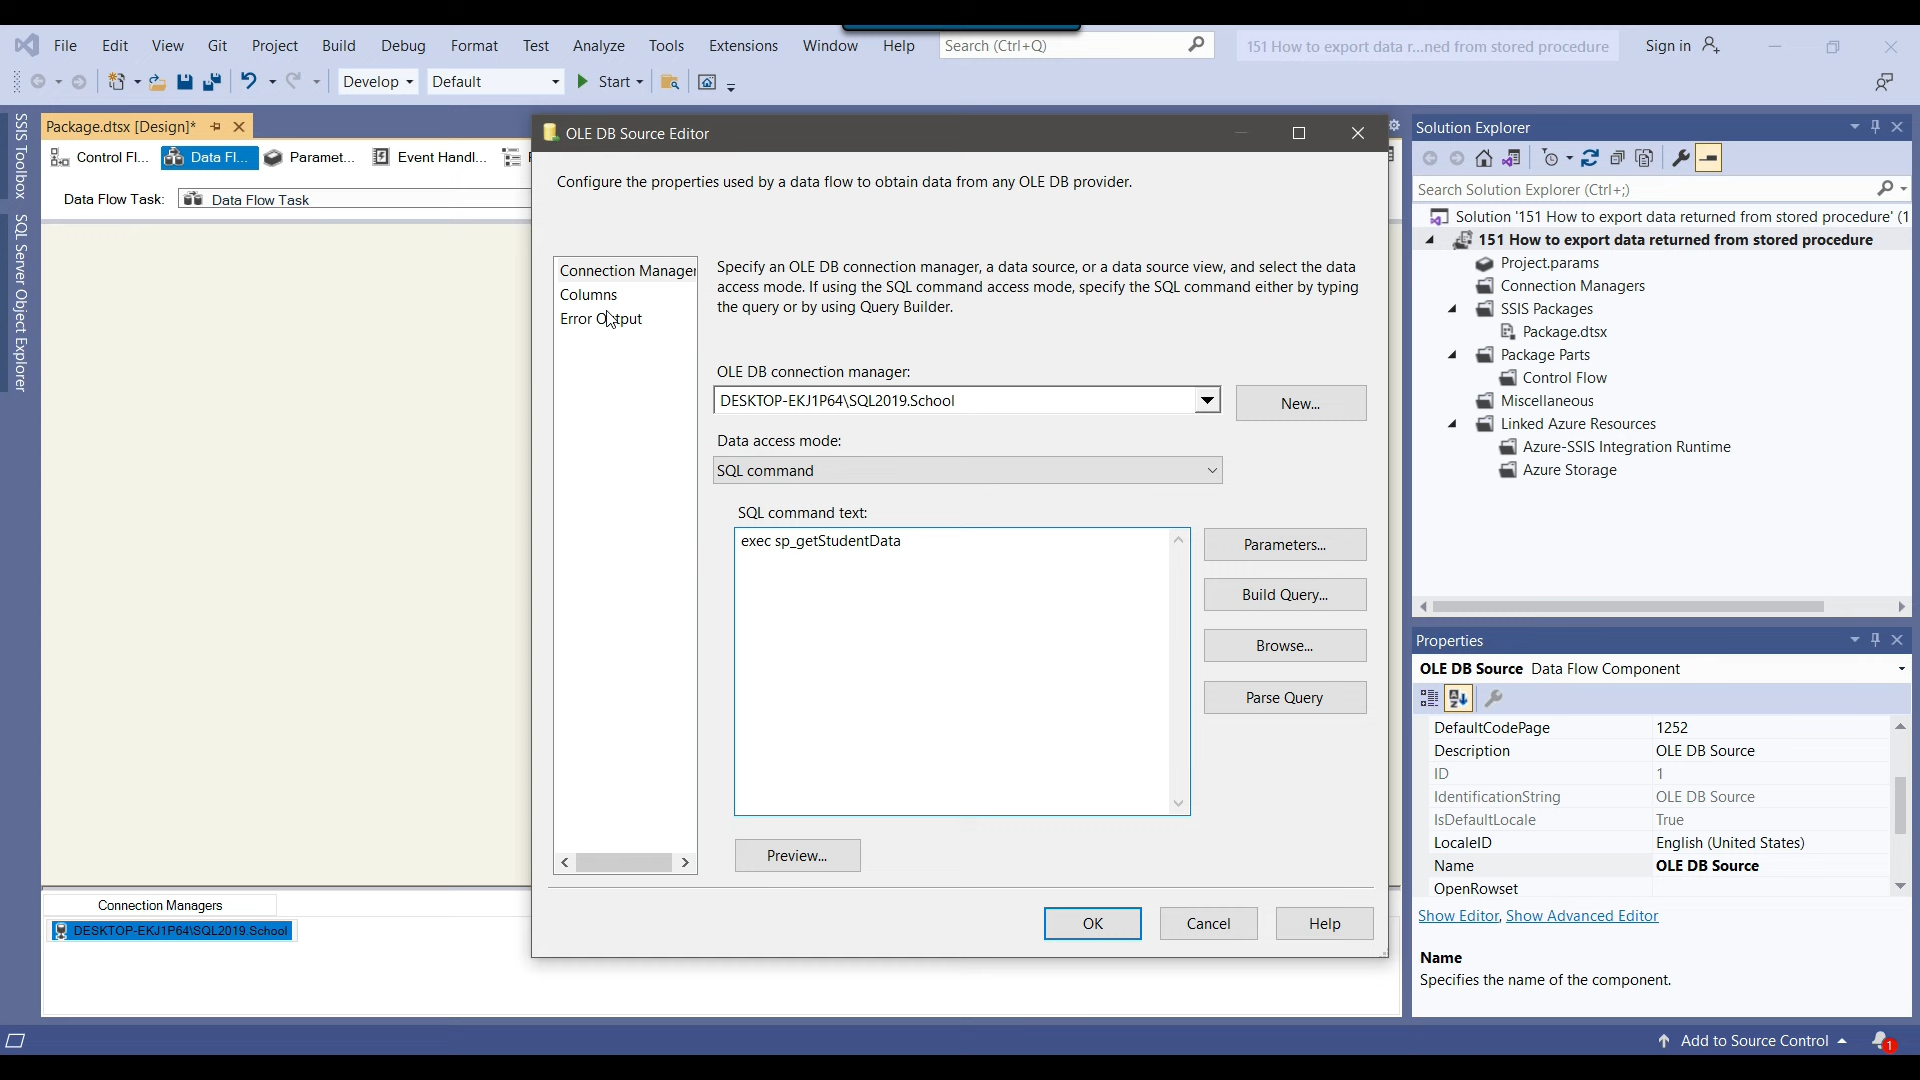 File Edit View Git Project Build Debug Format Test Analyze Tools Extensions Window Help Search (Ctrl+Q) 151 How to export data r...ned from stored procedure Sign in
Develop Default Start
SSIS Toolbox
SQL Server Object Explorer
Package.dtsx [Design]*
Control Fl... Data Fl... Paramet... Event Handl...
Data Flow Task: Data Flow Task
OLE DB Source Editor
Configure the properties used by a data flow to obtain data from any OLE DB provider.
Connection Manager
Columns
Error Output
Specify an OLE DB connection manager, a data source, or a data source view, and select the data
access mode. If using the SQL command access mode, specify the SQL command either by typing
the query or by using Query Builder.
OLE DB connection manager:
DESKTOP-EKJ1P64\SQL2019.School
New...
Data access mode:
SQL command
SQL command text:
exec sp_getStudentData
Parameters...
Build Query...
Browse...
Parse Query
Preview...
OK Cancel Help
Connection Managers
DESKTOP-EKJ1P64\SQL2019.School
Solution Explorer
Search Solution Explorer (Ctrl+;)
Solution '151 How to export data returned from stored procedure' (1
151 How to export data returned from stored procedure
Project.params
Connection Managers
SSIS Packages
Package.dtsx
Package Parts
Control Flow
Miscellaneous
Linked Azure Resources
Azure-SSIS Integration Runtime
Azure Storage
Properties
OLE DB Source Data Flow Component
DefaultCodePage 1252
Description OLE DB Source
ID 1
IdentificationString OLE DB Source
IsDefaultLocale True
LocaleID English (United States)
Name OLE DB Source
OpenRowset
Show Editor, Show Advanced Editor
Name
Specifies the name of the component.
Add to Source Control 1